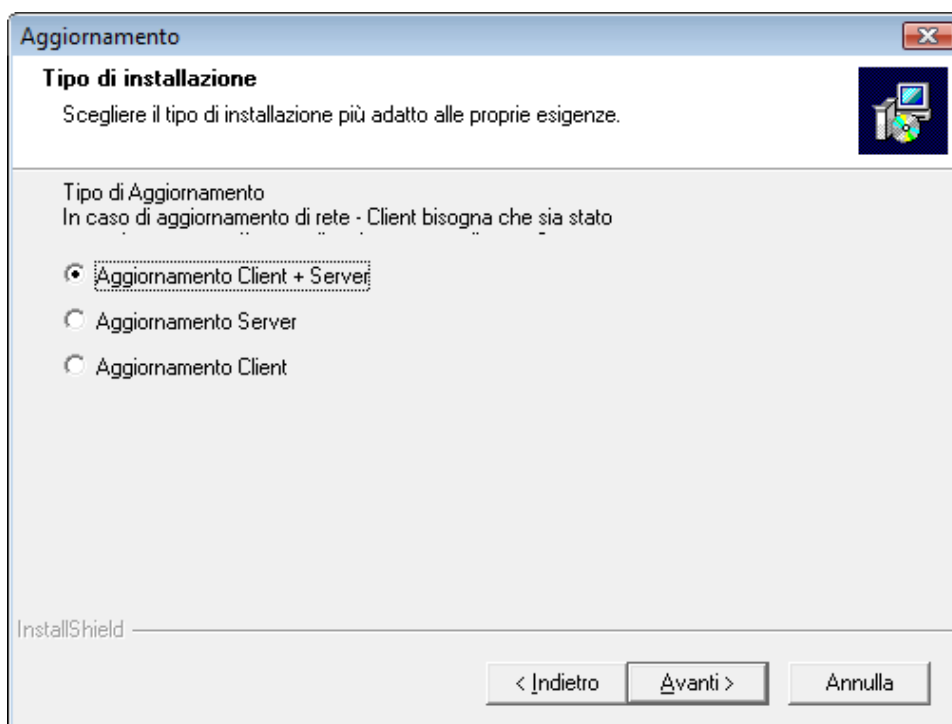 Aggiornamento
Tipo di installazione
Scegliere il tipo di installazione più adatto alle proprie esigenze.
Tipo di Aggiornamento
In caso di aggiornamento di rete - Client bisogna che sia stato
Aggiornamento Client + Server
Aggiornamento Server
Aggiornamento Client
InstallShield
< Indietro
Avanti >
Annulla